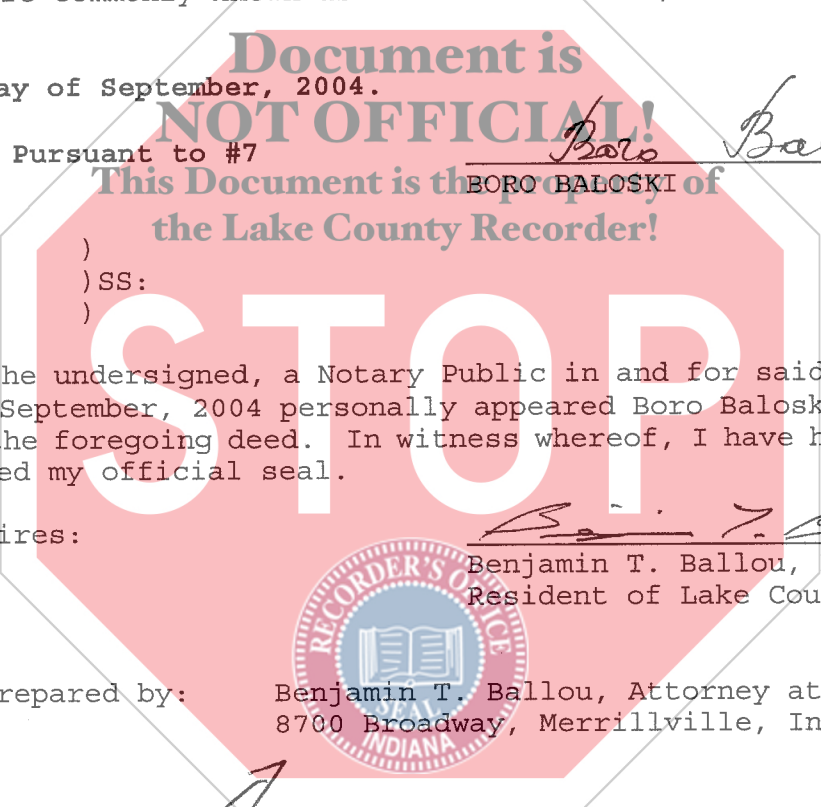 Document is
ay of September, 2004.
NOT OFFICIAL!
Boro Ba
Pursuant to #7
This Document is the property of
BORO BALOSKI
the Lake County Recorder!
)
)SS:
)
STOP
he undersigned, a Notary Public in and for said
September, 2004 personally appeared Boro Balosk
he foregoing deed. In witness whereof, I have h
ed my official seal.
ires:
Benjamin T. Ballou,
Resident of Lake Cou
RECORDER'S OFFICE
SEAL
INDIANA
repared by: Benjamin T. Ballou, Attorney at
8700 Broadway, Merrillville, In